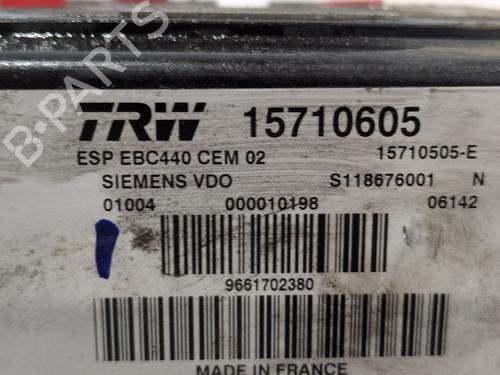 B-PARTS
TRW 15710605
ESP EBC440 CEM 02 15710505-E
SIEMENS VDO S118676001 N
01004 000010198 06142
9661702380
MADE IN FRANCE